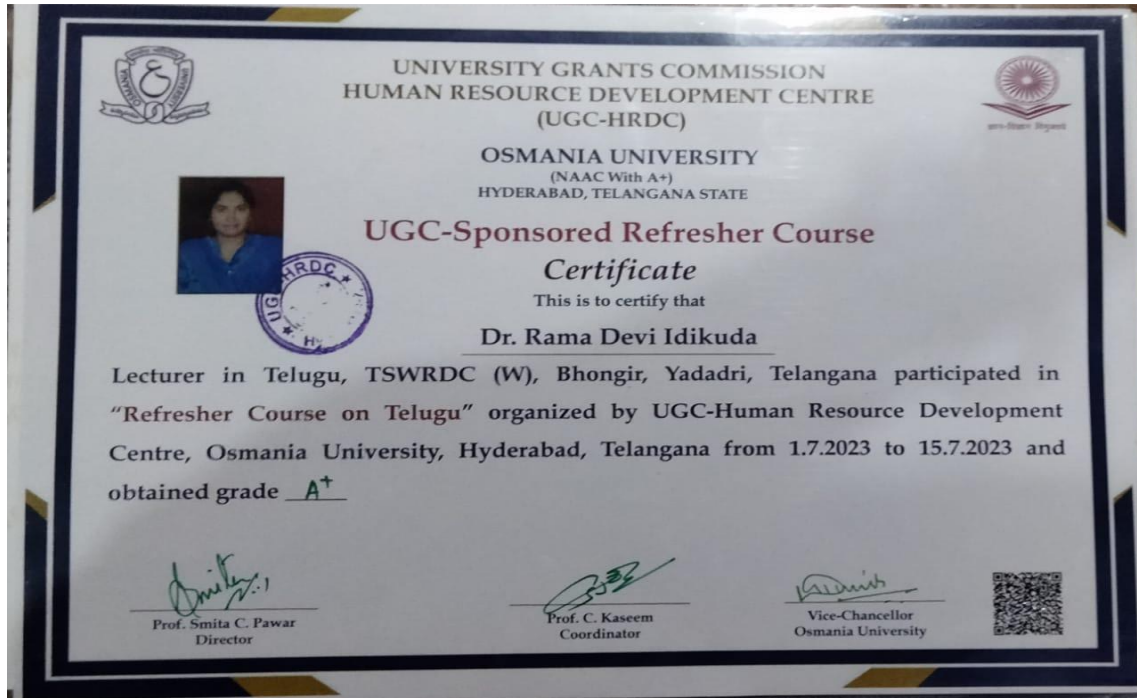 UNIVERSITY GRANTS COMMISSION
HUMAN RESOURCE DEVELOPMENT CENTRE
(UGC-HRDC)
OSMANIA UNIVERSITY
(NAAC With A+)
HYDERABAD, TELANGANA STATE
UGC-Sponsored Refresher Course
Certificate
This is to certify that
Dr. Rama Devi Idikuda
Lecturer in Telugu, TSWRDC (W), Bhongir, Yadadri, Telangana participated in
"Refresher Course on Telugu" organized by UGC-Human Resource Development
Centre, Osmania University, Hyderabad, Telangana from 1.7.2023 to 15.7.2023 and
obtained grade A+
Prof. Smita C. Pawar
Director
Prof. C. Kaseem
Coordinator
Vice-Chancellor
Osmania University
OSMANIA UNIVERSITY
ज्ञान-विज्ञान विमुक्तये
HRDC